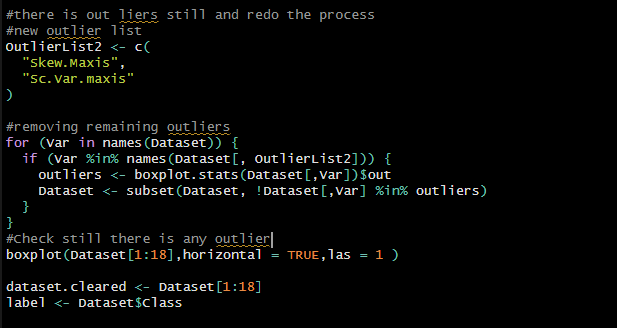 #there is out liers still and redo the process
#new outlier list
OutlierList2 <- c(
"Skew.Maxis",
"Sc.Var.maxis"
)
#removing remaining outliers
for (Var in names(Dataset)) {
if (Var %in% names(Dataset[, OutlierList2])) {
outliers <- boxplot.stats(Dataset[,Var])$out
Dataset <- subset(Dataset, !Dataset[,Var] %in% outliers)
}
}
#Check still there is any outlier
boxplot(Dataset[1:18],horizontal = TRUE,las = 1 )
dataset.cleared <- Dataset[1:18]
label <- Dataset$Class